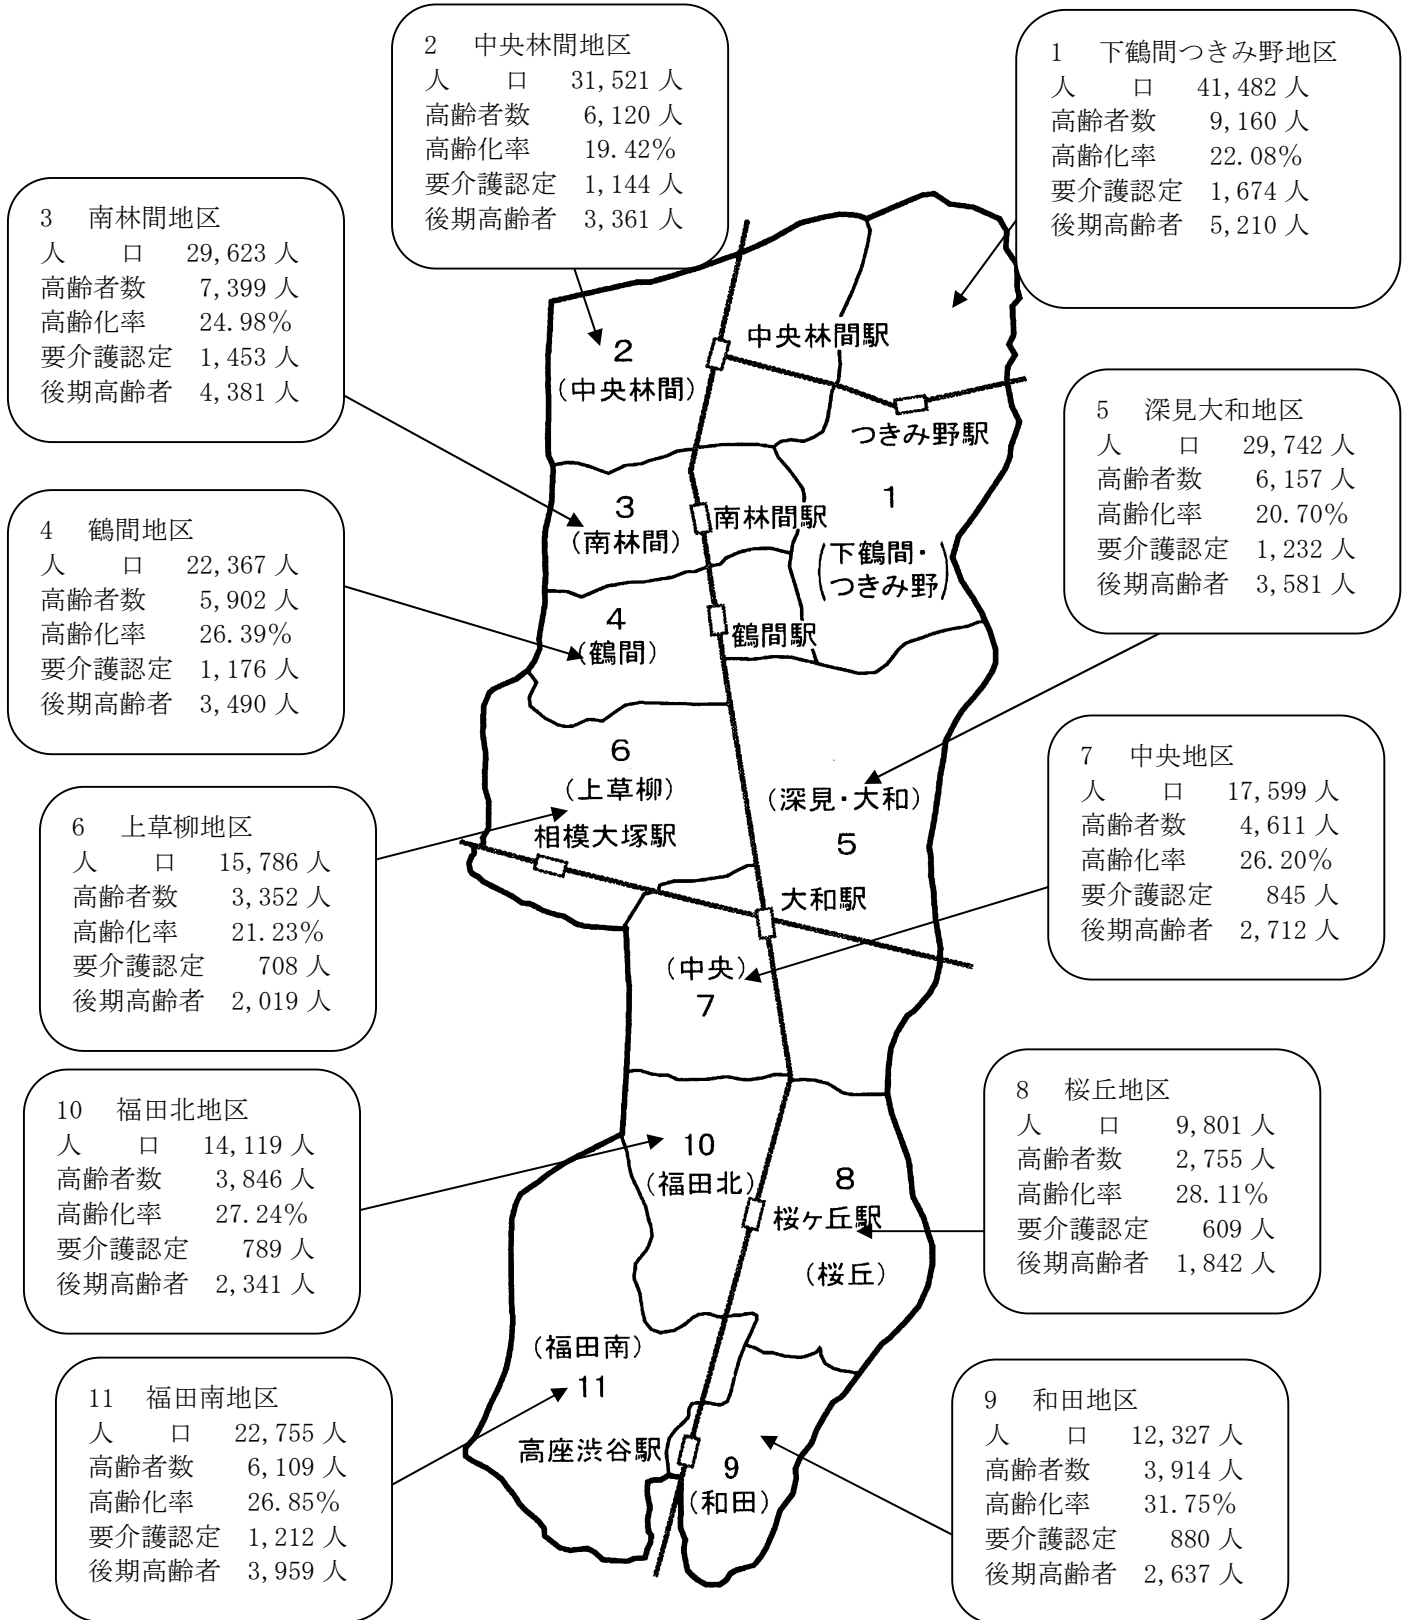 2 中央林間地区
人 口 31,521 人
高齢者数 6,120 人
高齢化率 19.42%
要介護認定 1,144 人
後期高齢者 3,361 人
1 下鶴間つきみ野地区
人 口 41,482 人
高齢者数 9,160 人
高齢化率 22.08%
要介護認定 1,674 人
後期高齢者 5,210 人
3 南林間地区
人 口 29,623 人
高齢者数 7,399 人
高齢化率 24.98%
要介護認定 1,453 人
後期高齢者 4,381 人
4 鶴間地区
人 口 22,367 人
高齢者数 5,902 人
高齢化率 26.39%
要介護認定 1,176 人
後期高齢者 3,490 人
5 深見大和地区
人 口 29,742 人
高齢者数 6,157 人
高齢化率 20.70%
要介護認定 1,232 人
後期高齢者 3,581 人
6 上草柳地区
人 口 15,786 人
高齢者数 3,352 人
高齢化率 21.23%
要介護認定 708 人
後期高齢者 2,019 人
7 中央地区
人 口 17,599 人
高齢者数 4,611 人
高齢化率 26.20%
要介護認定 845 人
後期高齢者 2,712 人
10 福田北地区
人 口 14,119 人
高齢者数 3,846 人
高齢化率 27.24%
要介護認定 789 人
後期高齢者 2,341 人
8 桜丘地区
人 口 9,801 人
高齢者数 2,755 人
高齢化率 28.11%
要介護認定 609 人
後期高齢者 1,842 人
11 福田南地区
人 口 22,755 人
高齢者数 6,109 人
高齢化率 26.85%
要介護認定 1,212 人
後期高齢者 3,959 人
9 和田地区
人 口 12,327 人
高齢者数 3,914 人
高齢化率 31.75%
要介護認定 880 人
後期高齢者 2,637 人
中央林間駅
2
(中央林間)
つきみ野駅
3
(南林間)
南林間駅
1
(下鶴間・
つきみ野)
4
(鶴間)
鶴間駅
6
(上草柳)
相模大塚駅
(深見・大和)
5
大和駅
(中央)
7
10
(福田北)
8
桜ヶ丘駅
(桜丘)
(福田南)
11
高座渋谷駅
9
(和田)